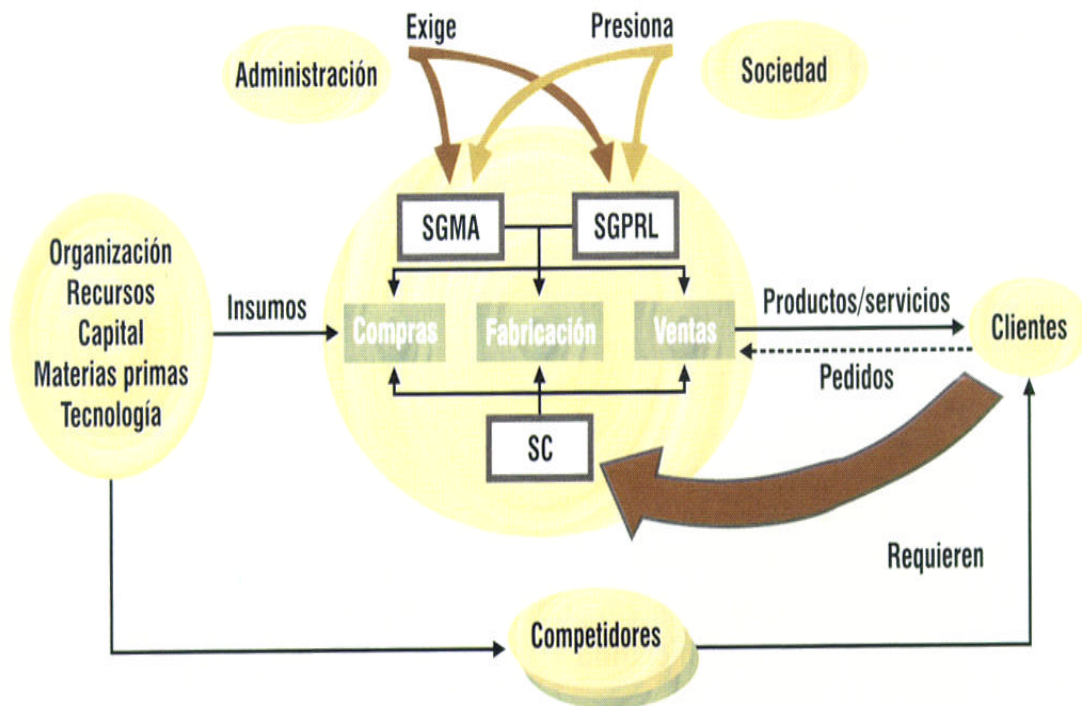 Exige
Presiona
Administración
Sociedad
SGMA
SGPRL
Organización
Recursos
Capital
Materias primas
Tecnología
Insumos
Compras
Fabricación
Ventas
Productos/servicios
Pedidos
Clientes
SC
Requieren
Competidores